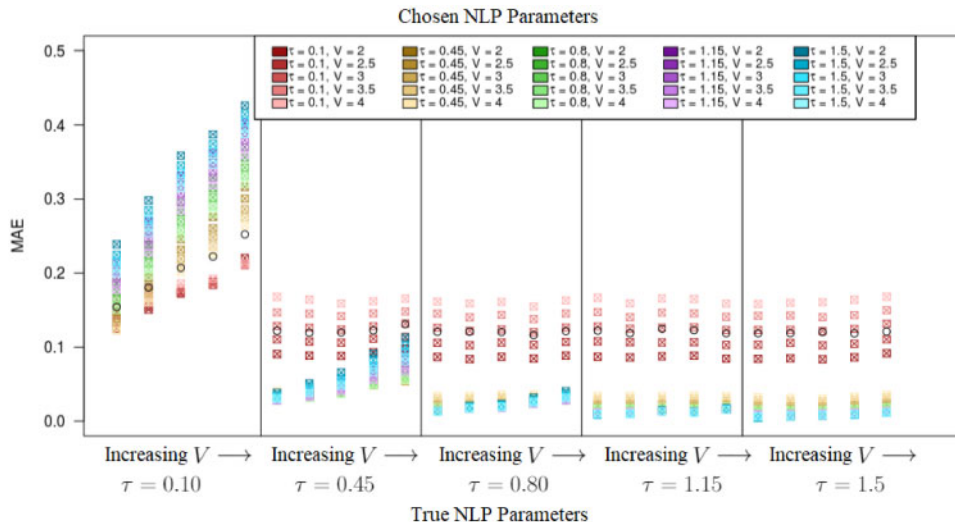 Chosen NLP Parameters
0.5
0.4
0.3
0.2
0.1
0.0
MAE
τ = 0.1, V = 2
τ = 0.1, V = 2.5
τ = 0.1, V = 3
τ = 0.1, V = 3.5
τ = 0.1, V = 4
τ = 0.45, V = 2
τ = 0.45, V = 2.5
τ = 0.45, V = 3
τ = 0.45, V = 3.5
τ = 0.45, V = 4
τ = 0.8, V = 2
τ = 0.8, V = 2.5
τ = 0.8, V = 3
τ = 0.8, V = 3.5
τ = 0.8, V = 4
τ = 1.15, V = 2
τ = 1.15, V = 2.5
τ = 1.15, V = 3
τ = 1.15, V = 3.5
τ = 1.15, V = 4
τ = 1.5, V = 2
τ = 1.5, V = 2.5
τ = 1.5, V = 3
τ = 1.5, V = 3.5
τ = 1.5, V = 4
Increasing V → Increasing V → Increasing V → Increasing V → Increasing V →
τ = 0.10 τ = 0.45 τ = 0.80 τ = 1.15 τ = 1.5
True NLP Parameters